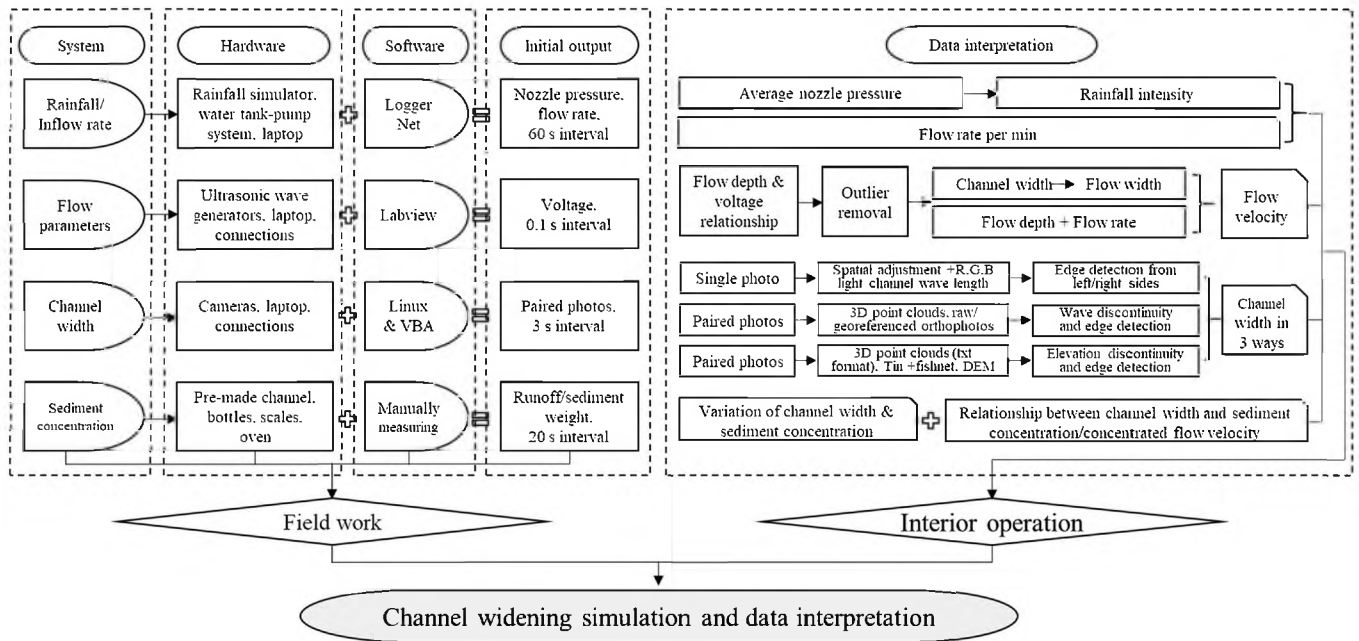 System
Hardware
Software
Initial output
Data interpretation
Rainfall/
Inflow rate
Rainfall simulator,
water tank-pump
system, laptop
Logger
Net
Nozzle pressure,
flow rate,
60 s interval
Average nozzle pressure
Rainfall intensity
Flow rate per min
Flow
parameters
Ultrasonic wave
generators, laptop,
connections
Labview
Voltage,
0.1 s interval
Flow depth &
voltage
relationship
Outlier
removal
Channel width
Flow width
Flow depth + Flow rate
Flow
velocity
Channel
width
Cameras, laptop,
connections
Linux
& VBA
Paired photos,
3 s interval
Single photo
Spatial adjustment +R.G.B
light channel wave length
Edge detection from
left/right sides
Paired photos
3D point clouds, raw/
georeferenced orthophotos
Wave discontinuity
and edge detection
Paired photos
3D point clouds (txt
format), Tin +fishnet, DEM
Elevation discontinuity
and edge detection
Channel
width in
3 ways
Sediment
concentration
Pre-made channel,
bottles, scales,
oven
Manually
measuring
Runoff/sediment
weight,
20 s interval
Variation of channel width &
sediment concentration
Relationship between channel width and sediment
concentration/concentrated flow velocity
Field work
Interior operation
Channel widening simulation and data interpretation